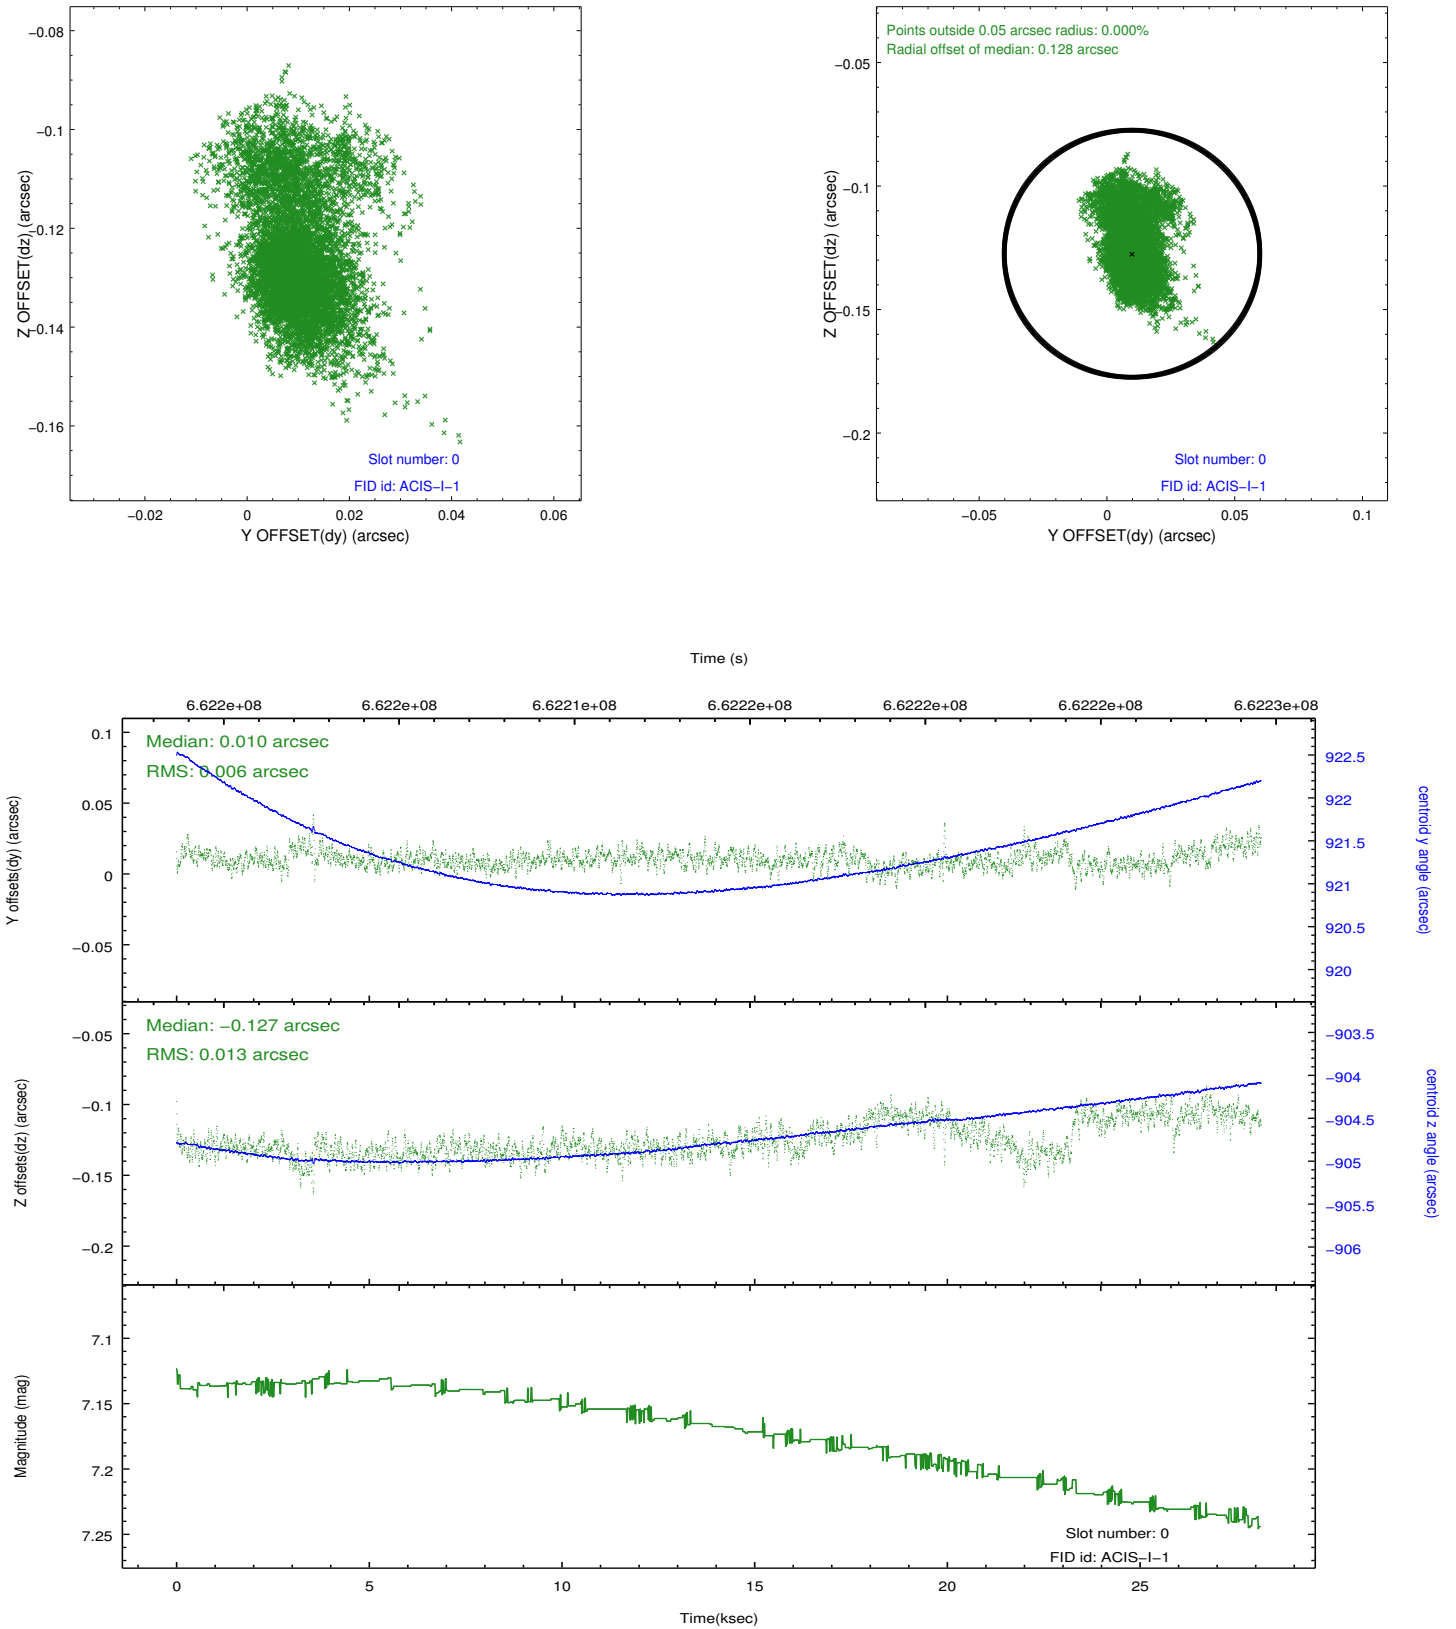 −0.08
−0.1
−0.12
−0.14
−0.16
Z OFFSET(dz) (arcsec)
Slot number: 0
FID id: ACIS−I−1
−0.02
0
0.02
0.04
0.06
Y OFFSET(dy) (arcsec)
Points outside 0.05 arcsec radius: 0.000%
Radial offset of median: 0.128 arcsec
−0.05
−0.1
−0.15
−0.2
Z OFFSET(dz) (arcsec)
Slot number: 0
FID id: ACIS−I−1
−0.05
0
0.05
0.1
Y OFFSET(dy) (arcsec)
Time (s)
6.622e+08
6.622e+08
6.6221e+08
6.6222e+08
6.6222e+08
6.6222e+08
6.6223e+08
Median: 0.010 arcsec
RMS: 0.006 arcsec
0.1
0.05
0
−0.05
Y offsets(dy) (arcsec)
922.5
922
921.5
921
920.5
920
centroid y angle (arcsec)
Median: −0.127 arcsec
RMS: 0.013 arcsec
−0.05
−0.1
−0.15
−0.2
Z offsets(dz) (arcsec)
−903.5
−904
−904.5
−905
−905.5
−906
centroid z angle (arcsec)
7.1
7.15
7.2
7.25
Magnitude (mag)
Slot number: 0
FID id: ACIS−I−1
0
5
10
15
20
25
Time(ksec)